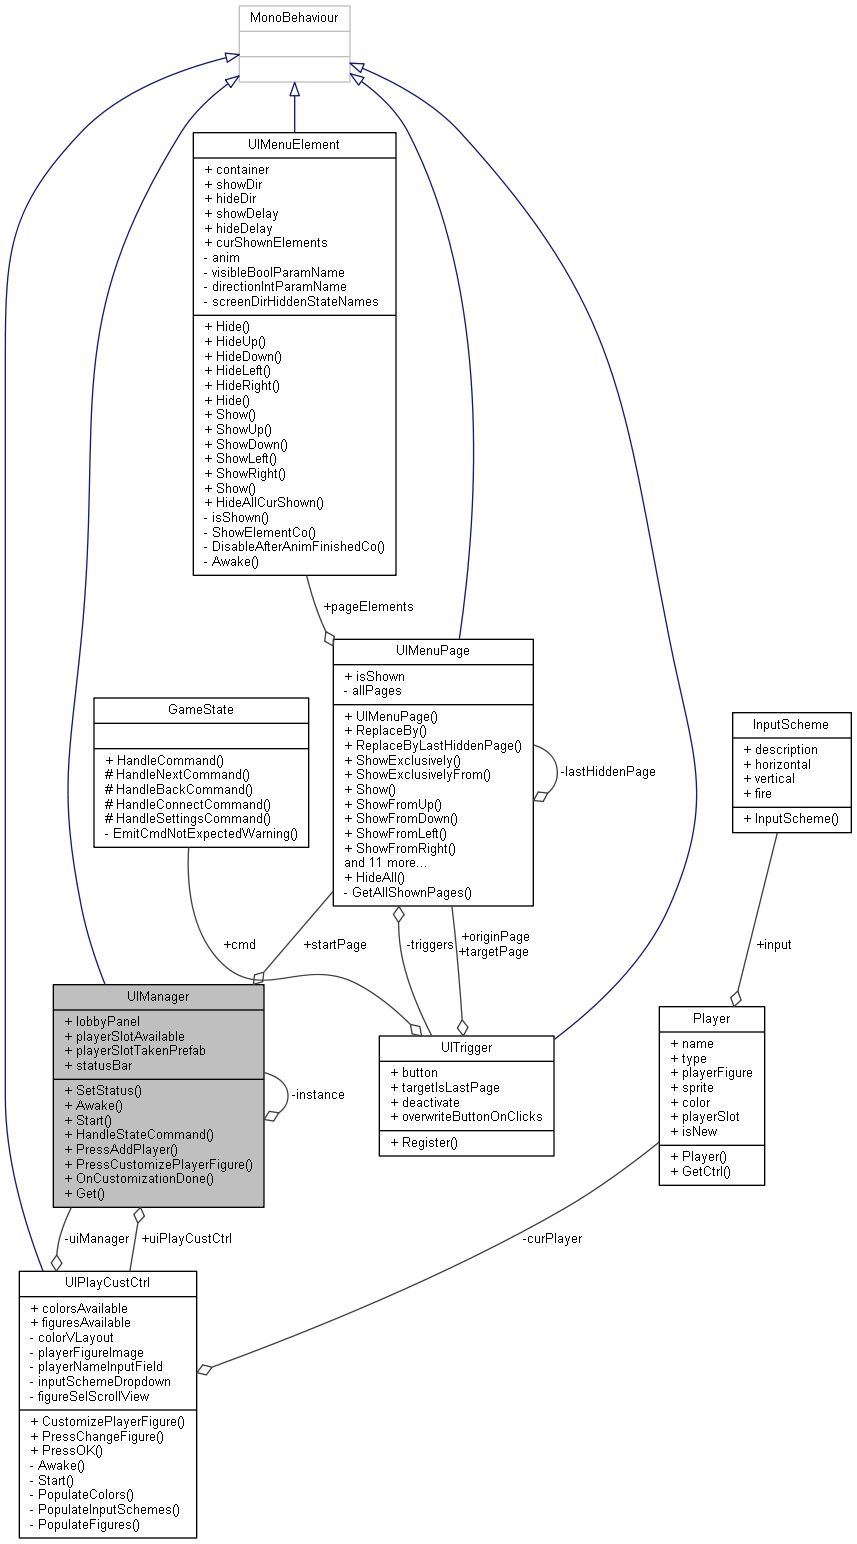 MonoBehaviour
UIMenuElement
+ container
+ showDir
+ hideDir
+ showDelay
+ hideDelay
+ curShownElements
- anim
- visibleBoolParamName
- directionIntParamName
- screenDirHiddenStateNames
+ Hide()
+ HideUp()
+ HideDown()
+ HideLeft()
+ HideRight()
+ Hide()
+ Show()
+ ShowUp()
+ ShowDown()
+ ShowLeft()
+ ShowRight()
+ Show()
+ HideAllCurShown()
- isShown()
- ShowElementCo()
- DisableAfterAnimFinishedCo()
- Awake()
+pageElements
UIMenuPage
+ isShown
- allPages
+ UIMenuPage()
+ ReplaceBy()
+ ReplaceByLastHiddenPage()
+ ShowExclusively()
+ ShowExclusivelyFrom()
+ Show()
+ ShowFromUp()
+ ShowFromDown()
+ ShowFromLeft()
+ ShowFromRight()
and 11 more...
+ HideAll()
- GetAllShownPages()
-lastHiddenPage
GameState
+ HandleCommand()
# HandleNextCommand()
# HandleBackCommand()
# HandleConnectCommand()
# HandleSettingsCommand()
- EmitCmdNotExpectedWarning()
InputScheme
+ description
+ horizontal
+ vertical
+ fire
+ InputScheme()
+cmd
+startPage
-triggers
+originPage
+targetPage
+input
UIManager
+ lobbyPanel
+ playerSlotAvailable
+ playerSlotTakenPrefab
+ statusBar
+ SetStatus()
+ Awake()
+ Start()
+ HandleStateCommand()
+ PressAddPlayer()
+ PressCustomizePlayerFigure()
+ OnCustomizationDone()
+ Get()
-instance
UITrigger
+ button
+ targetIsLastPage
+ deactivate
+ overwriteButtonOnClicks
+ Register()
Player
+ name
+ type
+ playerFigure
+ sprite
+ color
+ playerSlot
+ isNew
+ Player()
+ GetCtrl()
-uiManager
+uiPlayCustCtrl
-curPlayer
UIPlayCustCtrl
+ colorsAvailable
+ figuresAvailable
- colorVLayout
- playerFigureImage
- playerNameInputField
- inputSchemeDropdown
- figureSelScrollView
+ CustomizePlayerFigure()
+ PressChangeFigure()
+ PressOK()
- Awake()
- Start()
- PopulateColors()
- PopulateInputSchemes()
- PopulateFigures()